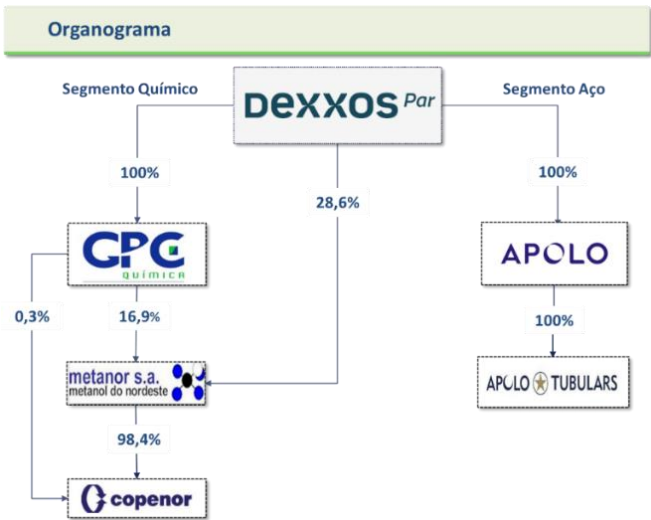 Organograma
Segmento Químico
Dexxos Par
Segmento Aço
100%
100%
28,6%
GPC
química
APOLO
0,3%
16,9%
100%
metanor s.a.
metanol do nordeste
APOLO TUBULARS
98,4%
copenor